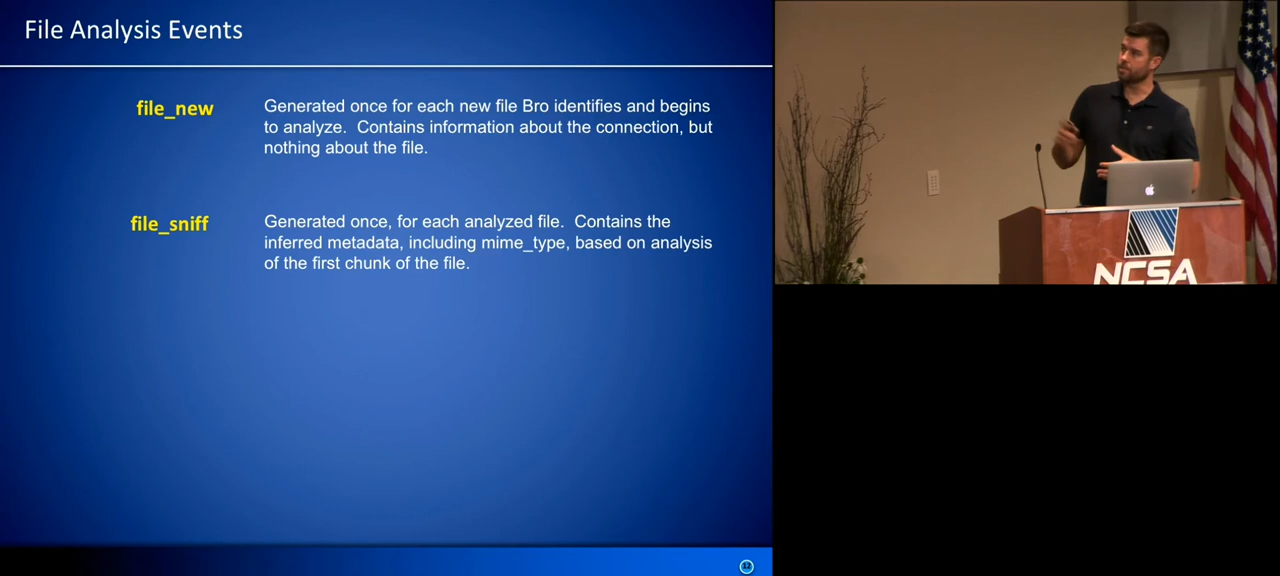 File Analysis Events
file_new
Generated once for each new file Bro identifies and begins
to analyze.  Contains information about the connection, but
nothing about the file.
file_sniff
Generated once, for each analyzed file.  Contains the
inferred metadata, including mime_type, based on analysis
of the first chunk of the file.
12
NCSA